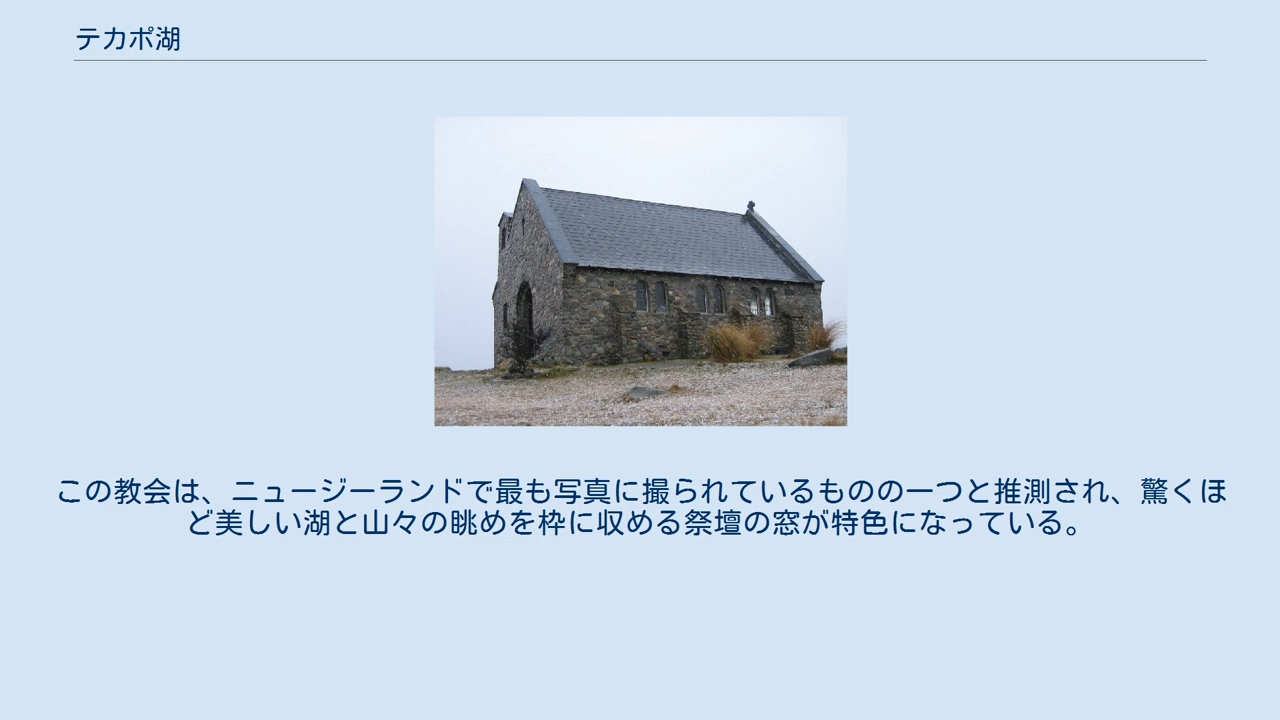 テカポ湖
この教会は、ニュージーランドで最も写真に撮られているものの一つと推測され、驚くほ
ど美しい湖と山々の眺めを枠に収める祭壇の窓が特色になっている。